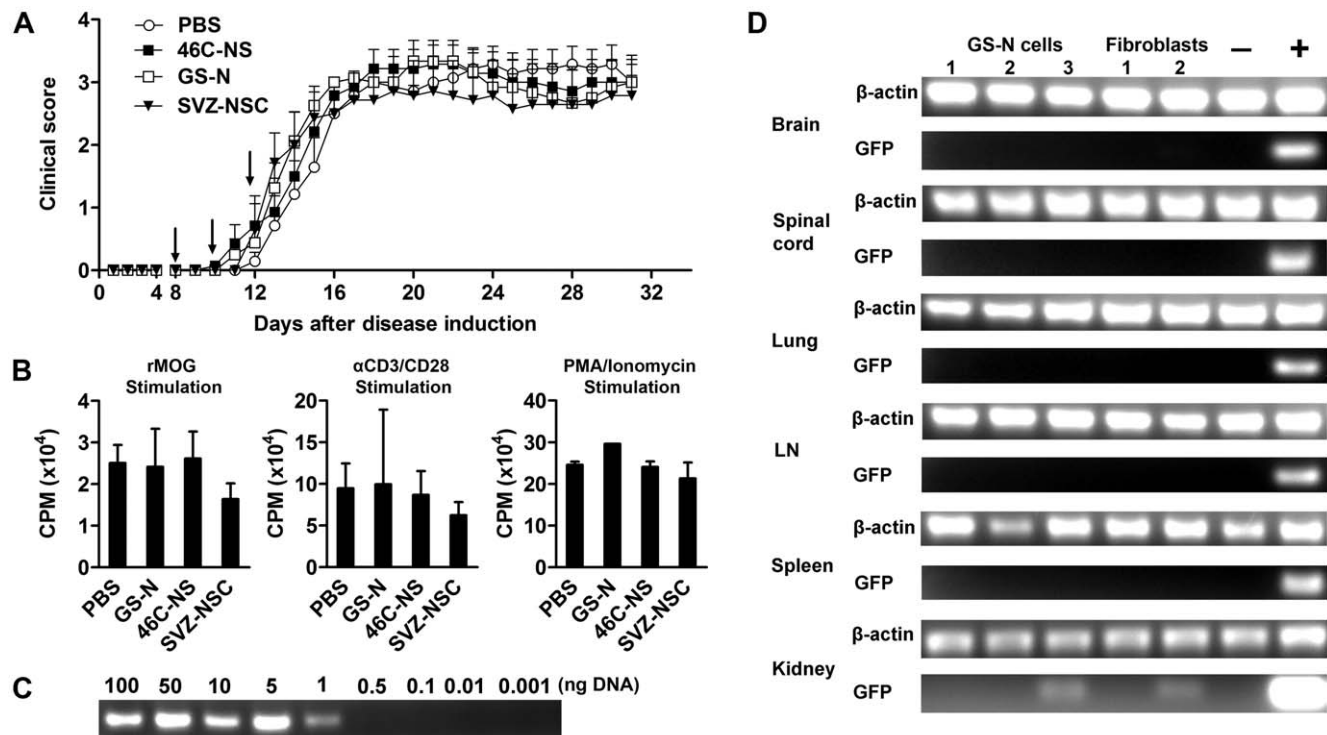 A
PBS
46C-NS
GS-N
SVZ-NSC
Clinical score
4
3
2
1
0
0 4 8 12 16 20 24 28 32
Days after disease induction
B
rMOG
Stimulation
CPM (x10⁴)
4
3
2
1
0
PBS
GS-N
46C-NS
SVZ-NSC
αCD3/CD28
Stimulation
CPM (x10⁴)
20
15
10
5
0
PBS
GS-N
46C-NS
SVZ-NSC
PMA/Ionomycin
Stimulation
CPM (x10⁴)
40
30
20
10
0
PBS
GS-N
46C-NS
SVZ-NSC
C
100 50 10 5 1 0.5 0.1 0.01 0.001 (ng DNA)
D
GS-N cells Fibroblasts – +
1 2 3 1 2
β-actin
Brain
GFP
β-actin
Spinal
cord
GFP
β-actin
Lung
GFP
β-actin
LN
GFP
β-actin
Spleen
GFP
β-actin
Kidney
GFP